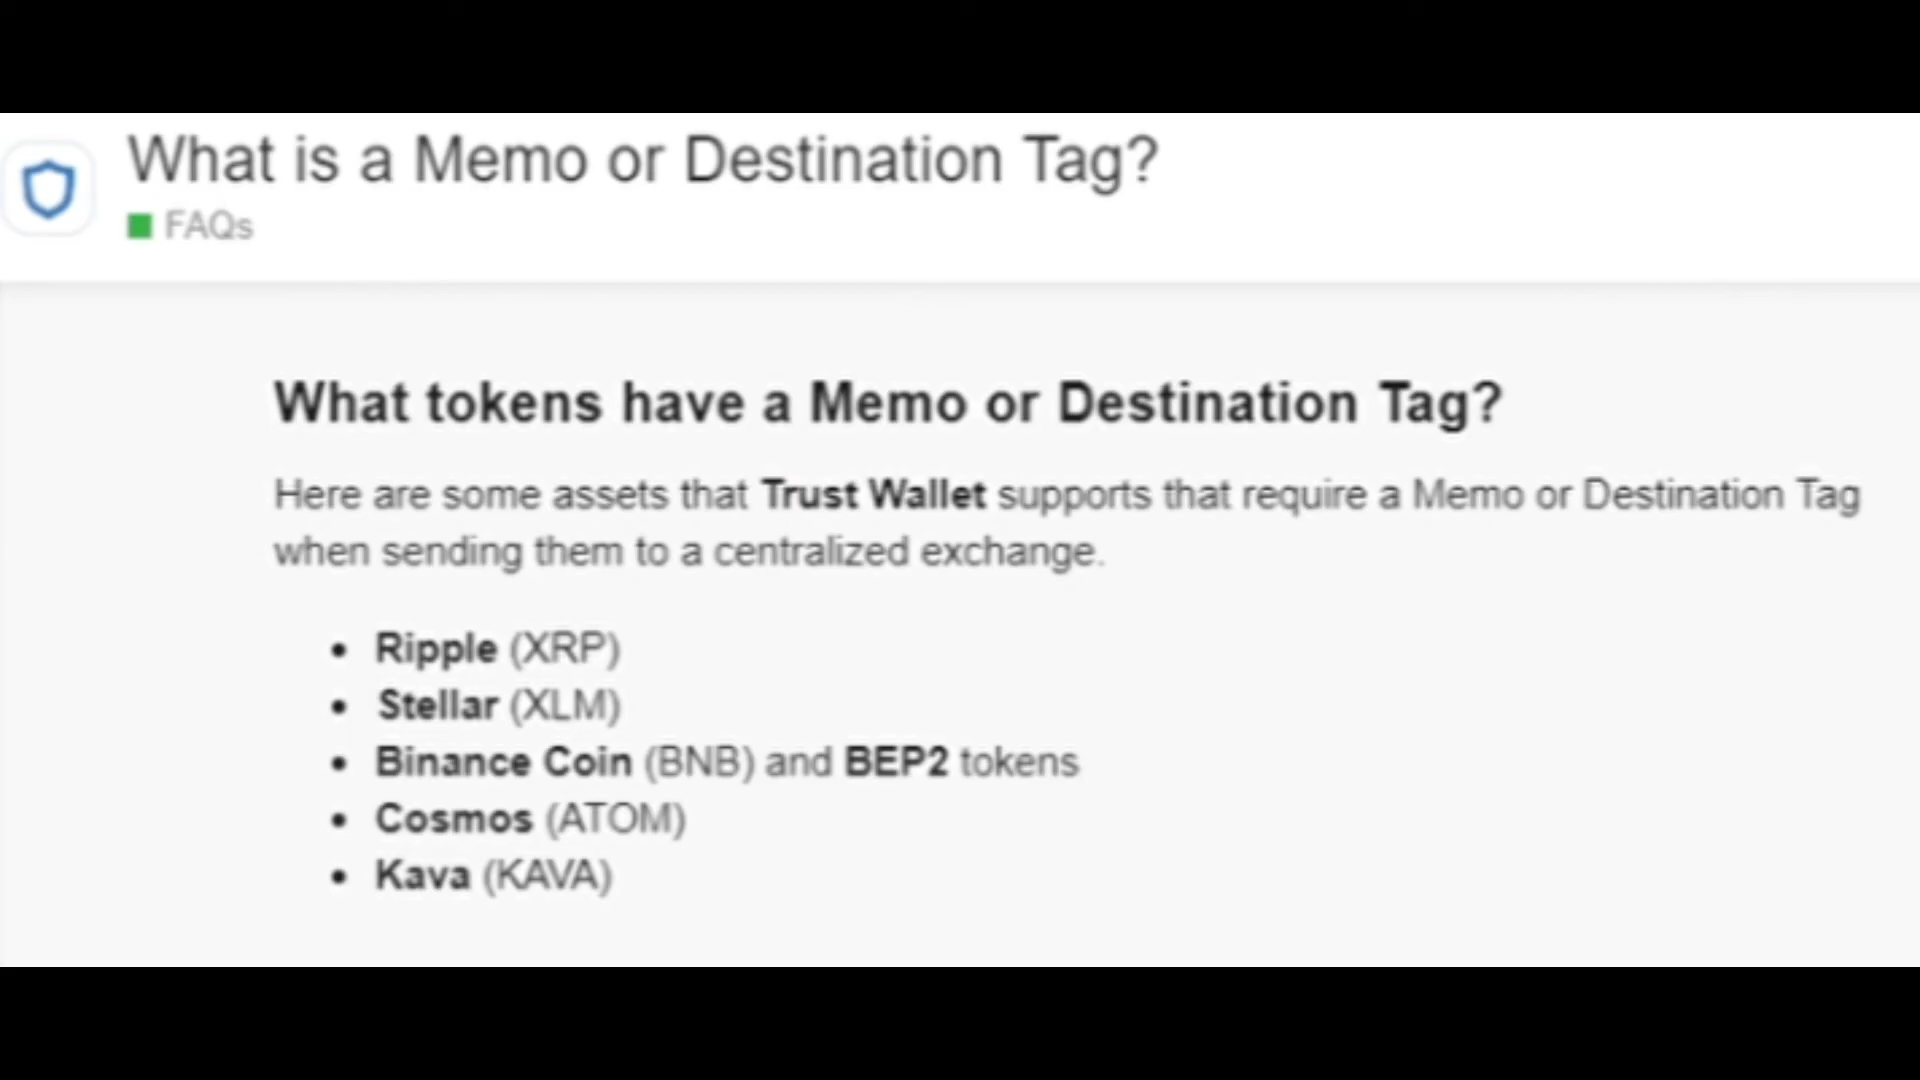 What is a Memo or Destination Tag?
FAQs
What tokens have a Memo or Destination Tag?
Here are some assets that Trust Wallet supports that require a Memo or Destination Tag
when sending them to a centralized exchange.
• Ripple (XRP)
• Stellar (XLM)
• Binance Coin (BNB) and BEP2 tokens
• Cosmos (ATOM)
• Kava (KAVA)